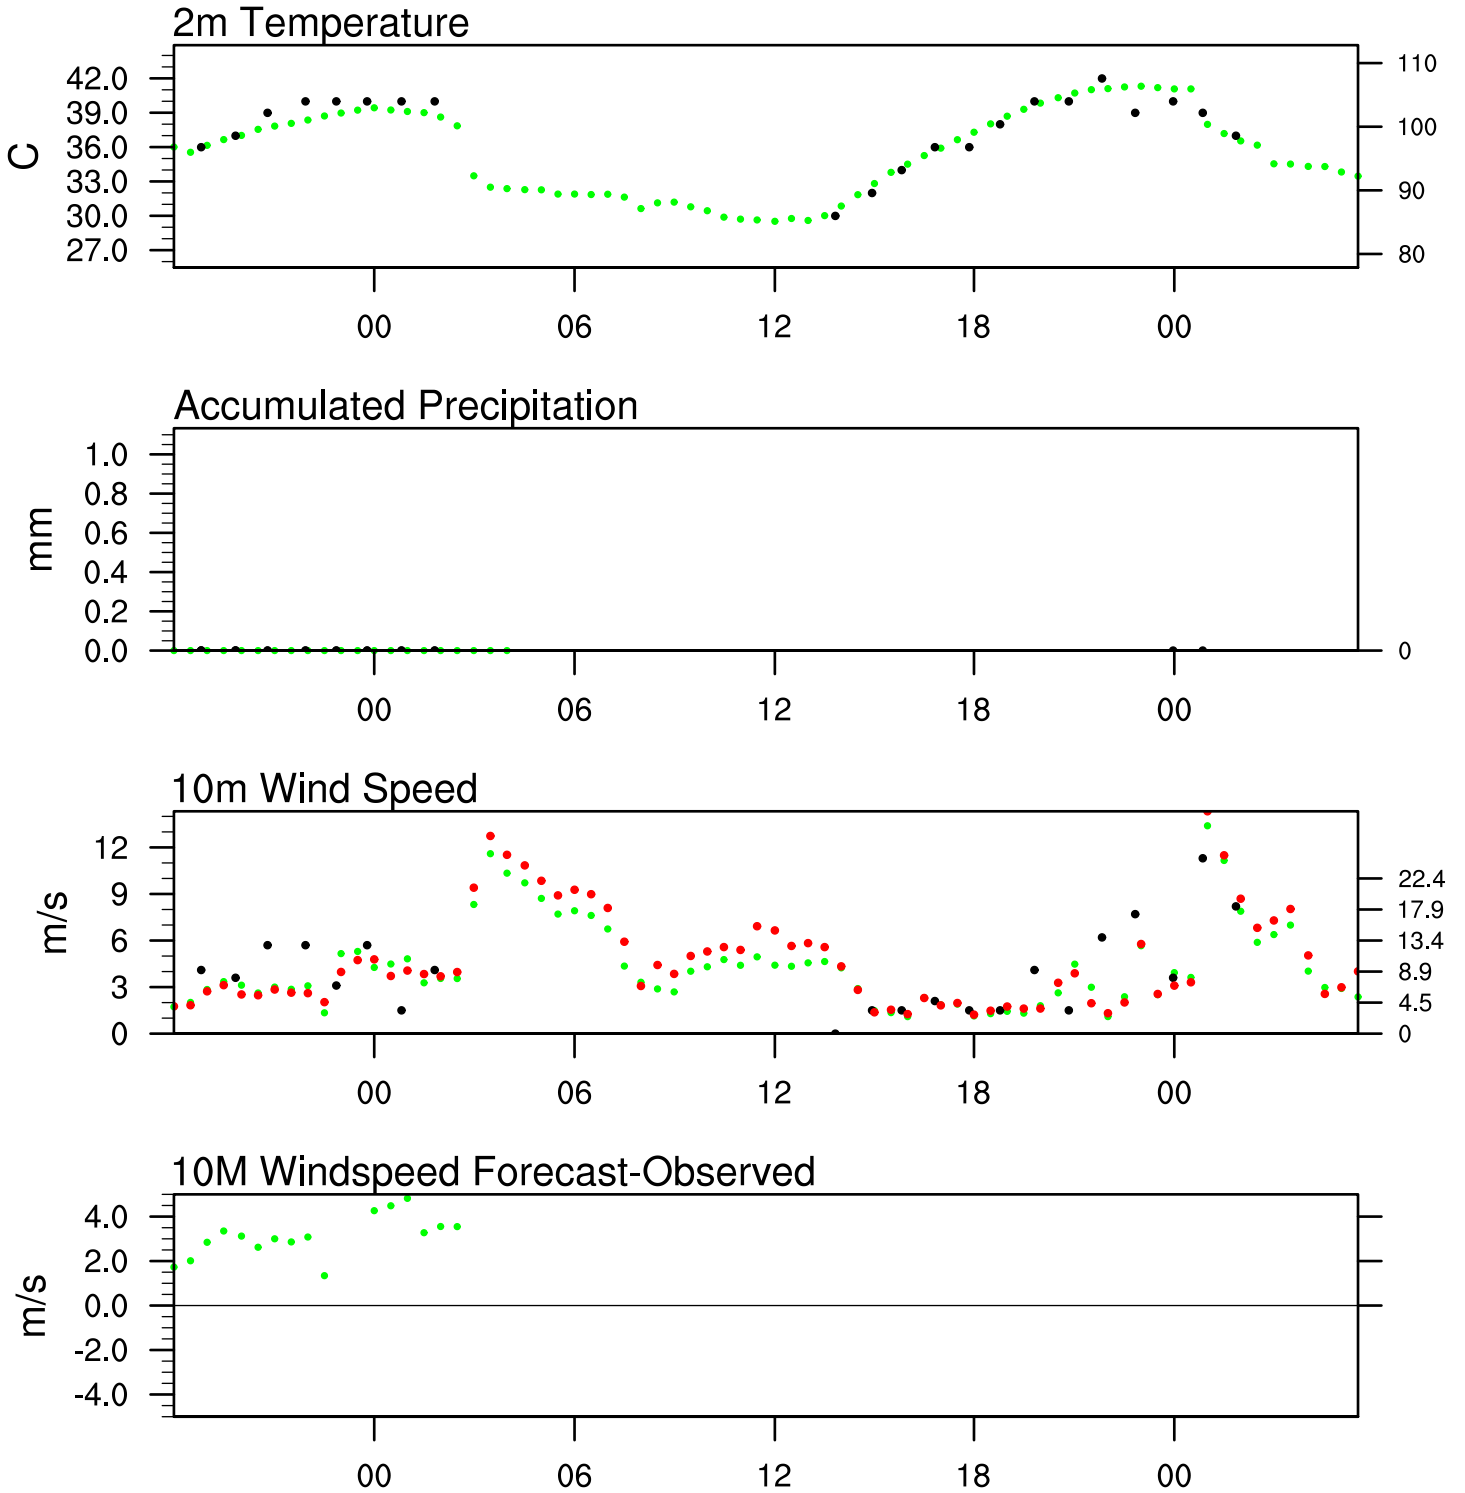 2m Temperature
42.0
39.0
36.0
33.0
30.0
27.0
C
110
100
90
80
00 06 12 18 00
Accumulated Precipitation
1.0
0.8
0.6
0.4
0.2
0.0
mm
0
00 06 12 18 00
10m Wind Speed
12
9
6
3
0
m/s
22.4
17.9
13.4
8.9
4.5
0
00 06 12 18 00
10M Windspeed Forecast-Observed
4.0
2.0
0.0
-2.0
-4.0
m/s
00 06 12 18 00